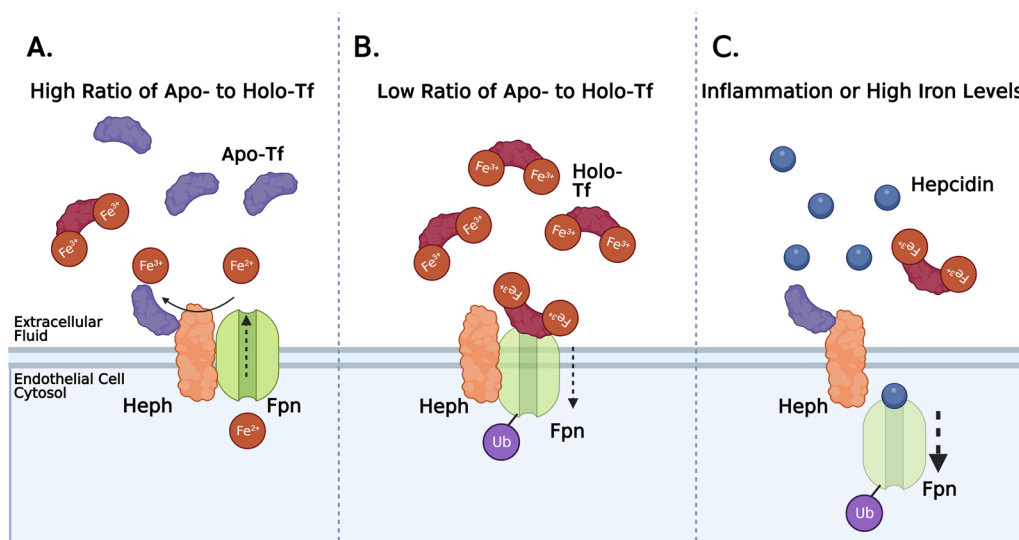 A.
High Ratio of Apo- to Holo-Tf
Apo-Tf
Fe3+
Fe3+
Fe3+
Fe2+
Extracellular
Fluid
Endothelial Cell
Cytosol
Heph
Fpn
Fe2+
B.
Low Ratio of Apo- to Holo-Tf
Fe3+
Fe3+
Holo-
Tf
Fe3+
Fe3+
Fe3+
Fe3+
Fe3+
Fe3+
Heph
Fpn
Ub
C.
Inflammation or High Iron Levels
Hepcidin
Fe3+
Fe3+
Heph
Fpn
Ub